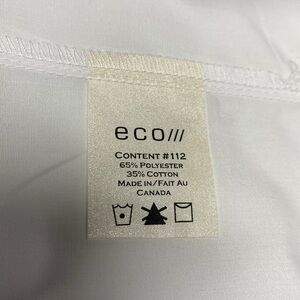 eco///
CONTENT #112
65% POLYESTER
35% COTTON
MADE IN/FAIT AU
CANADA